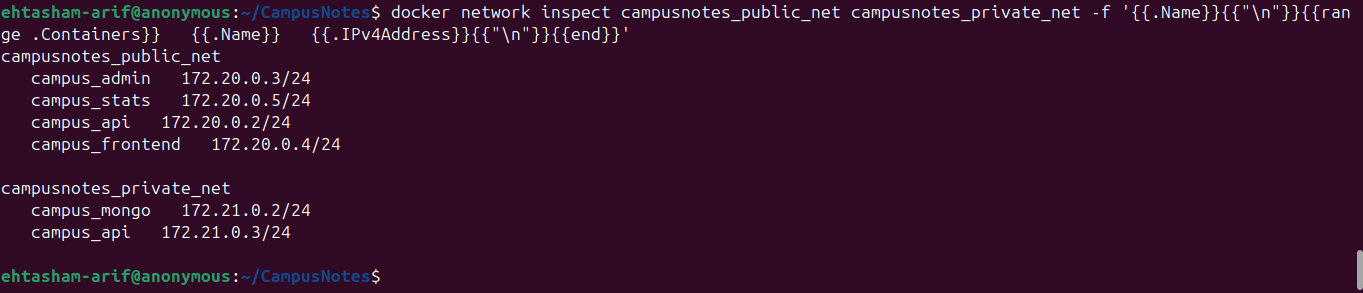 ehtasham-arif@anonymous:~/CampusNotes$ docker network inspect campusnotes_public_net campusnotes_private_net -f '{{.Name}}{{"\n"}}{{ran
ge .Containers}}   {{.Name}}   {{.IPv4Address}}{{"\n"}}{{end}}'
campusnotes_public_net
   campus_admin   172.20.0.3/24
   campus_stats   172.20.0.5/24
   campus_api   172.20.0.2/24
   campus_frontend   172.20.0.4/24

campusnotes_private_net
   campus_mongo   172.21.0.2/24
   campus_api   172.21.0.3/24

ehtasham-arif@anonymous:~/CampusNotes$